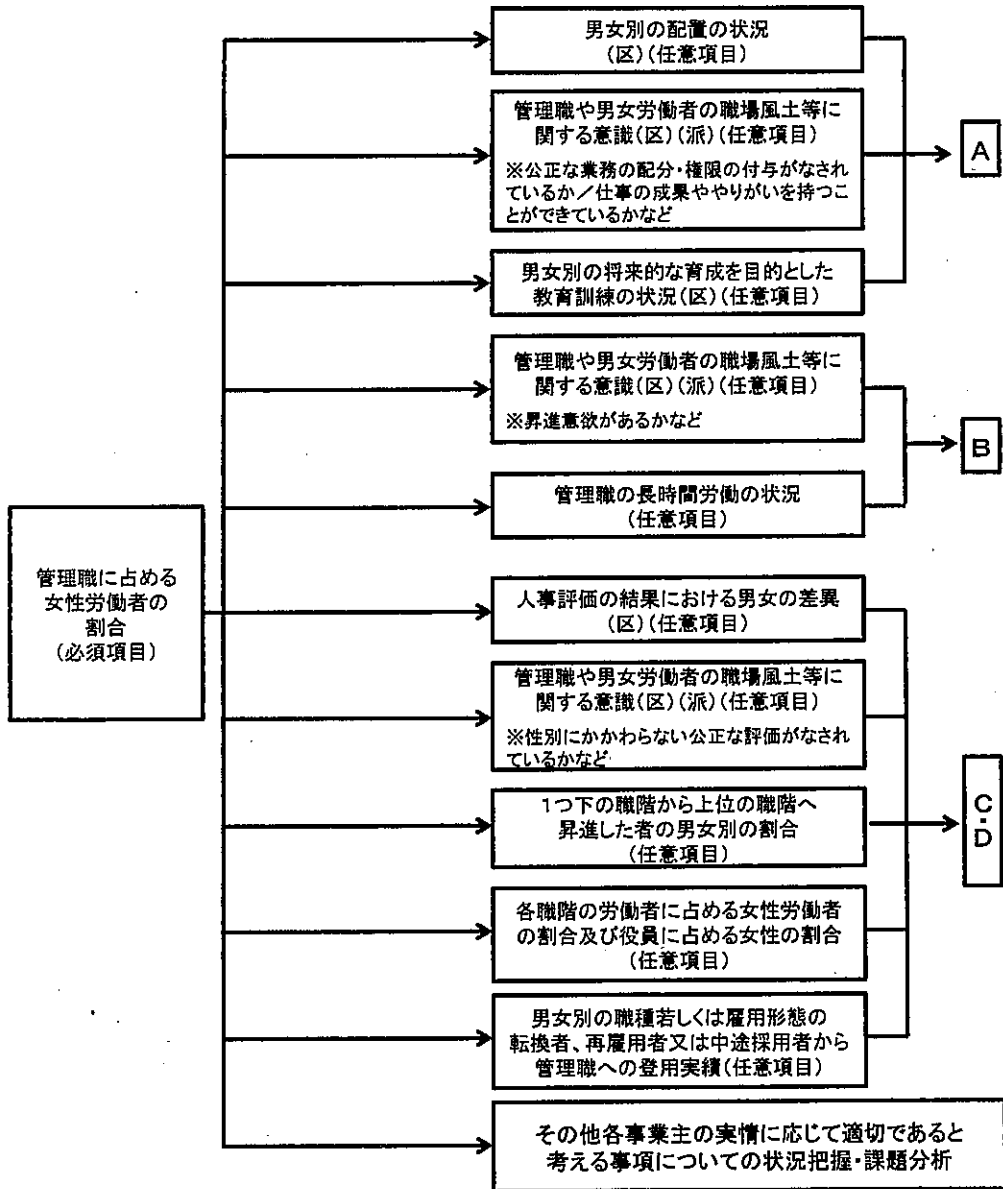 管理職に占める
女性労働者の
割合
(必須項目)
男女別の配置の状況
(区)(任意項目)
管理職や男女労働者の職場風土等に
関する意識(区)(派)(任意項目)
※公正な業務の配分・権限の付与がなされ
ているか/仕事の成果ややりがいを持つこ
とができているかなど
男女別の将来的な育成を目的とした
教育訓練の状況(区)(任意項目)
A
管理職や男女労働者の職場風土等に
関する意識(区)(派)(任意項目)
※昇進意欲があるかなど
管理職の長時間労働の状況
(任意項目)
B
人事評価の結果における男女の差異
(区)(任意項目)
管理職や男女労働者の職場風土等に
関する意識(区)(派)(任意項目)
※性別にかかわらない公正な評価がなされ
ているかなど
1つ下の職階から上位の職階へ
昇進した者の男女別の割合
(任意項目)
各職階の労働者に占める女性労働者
の割合及び役員に占める女性の割合
(任意項目)
男女別の職種若しくは雇用形態の
転換者、再雇用者又は中途採用者から
管理職への登用実績(任意項目)
C・D
その他各事業主の実情に応じて適切であると
考える事項についての状況把握・課題分析